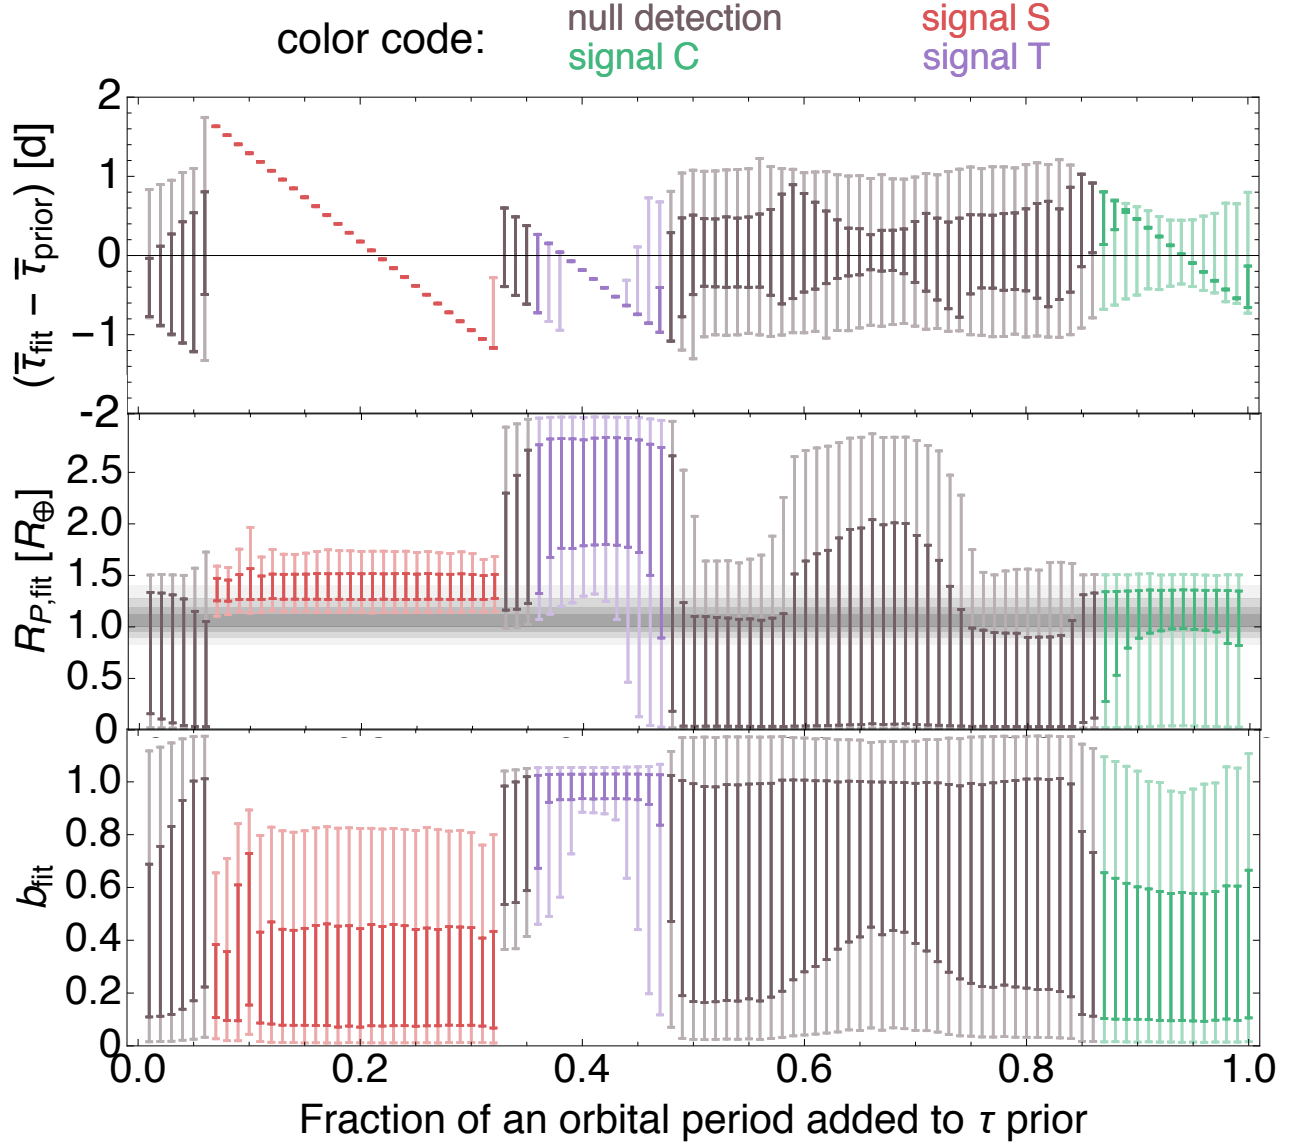 color code:
null detection
signal S
signal C
signal T
(τ̄fit − τ̄prior) [d]
2
1
0
−1
-2
RP,fit [R⊕]
2.5
2.0
1.5
1.0
0.5
0
bfit
1.0
0.8
0.6
0.4
0.2
0
0.0
0.2
0.4
0.6
0.8
1.0
Fraction of an orbital period added to τ prior